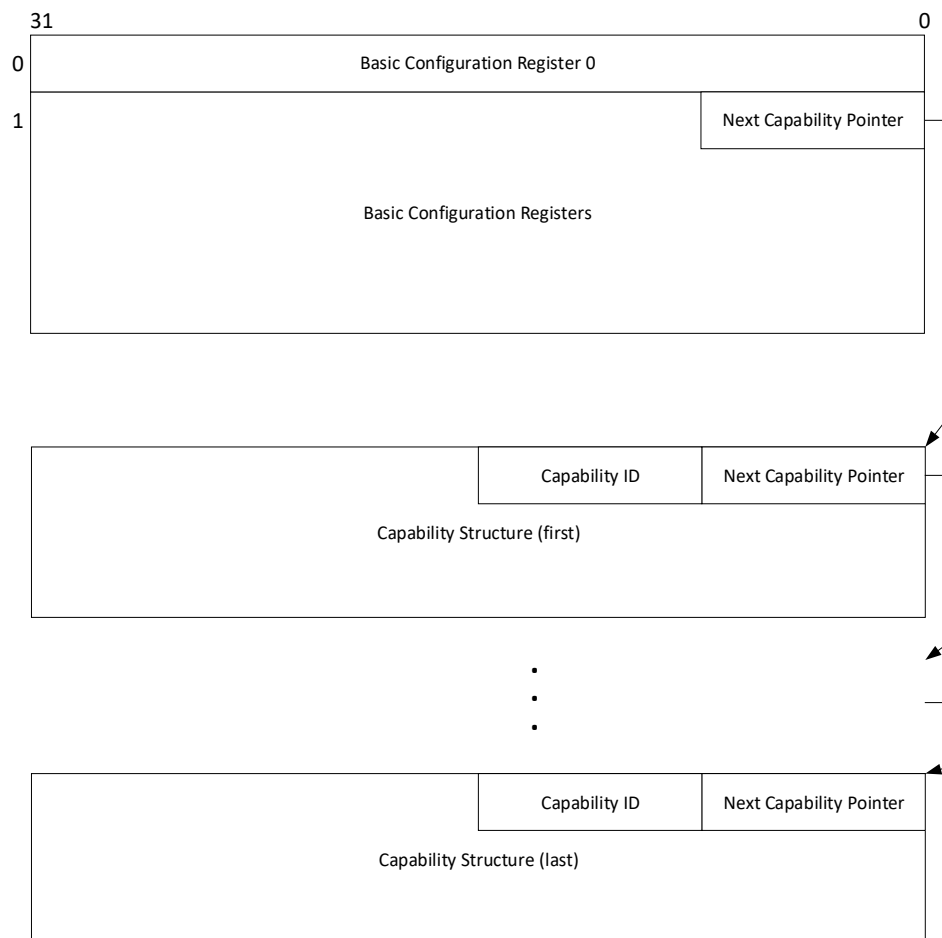 31 0
0 Basic Configuration Register 0
1 Next Capability Pointer
Basic Configuration Registers
Capability ID Next Capability Pointer
Capability Structure (first)
Capability ID Next Capability Pointer
Capability Structure (last)